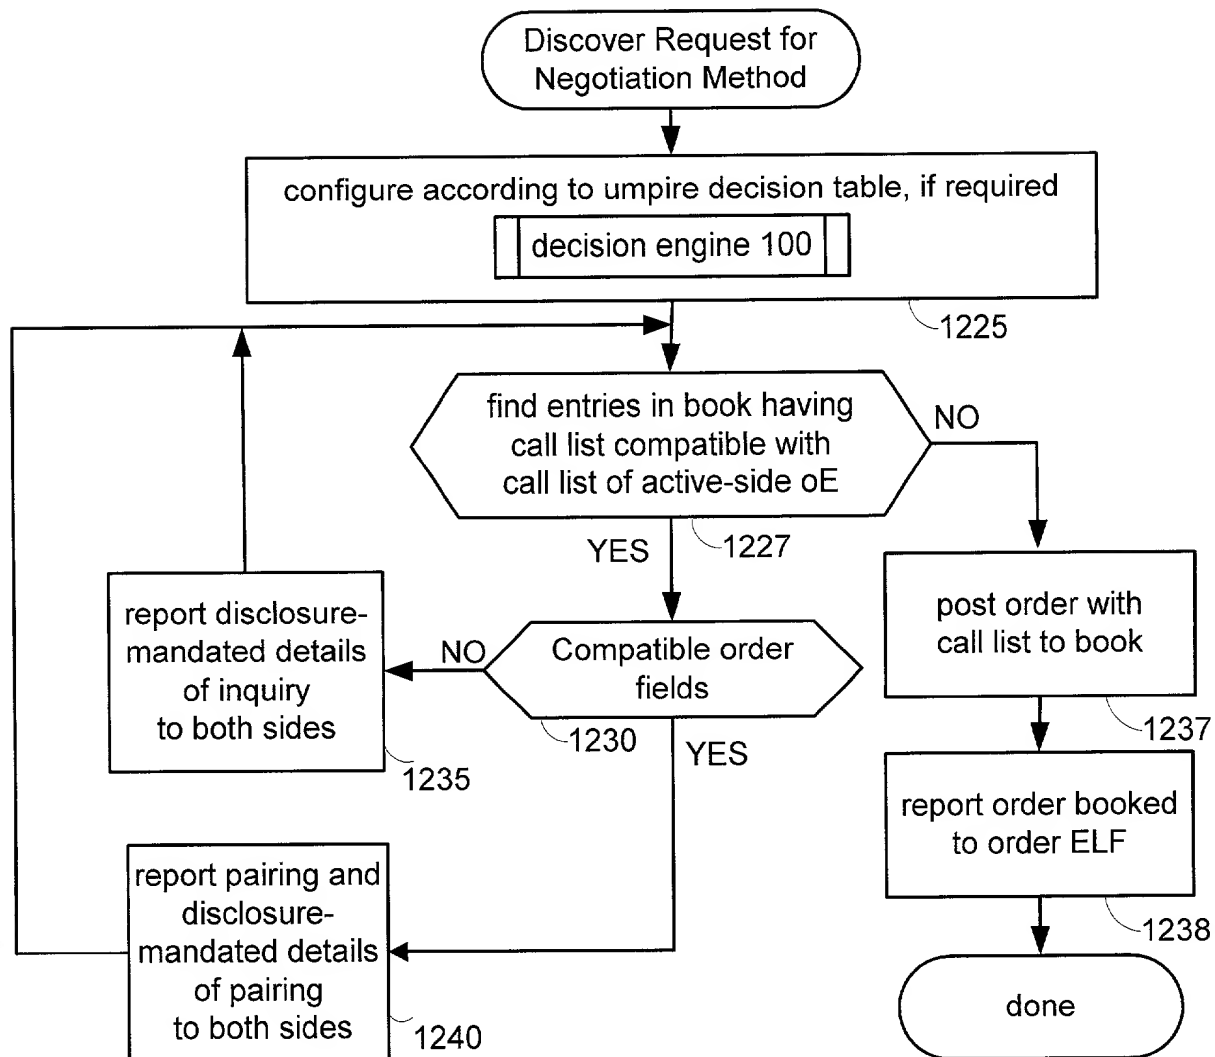 Discover Request for
Negotiation Method
configure according to umpire decision table, if required
decision engine 100
1225
find entries in book having
call list compatible with
call list of active-side oE
NO
YES
1227
post order with
call list to book
1237
Compatible order
fields
NO
1230
YES
report disclosure-
mandated details
of inquiry
to both sides
1235
report order booked
to order ELF
1238
report pairing and
disclosure-
mandated details
of pairing
to both sides
1240
done